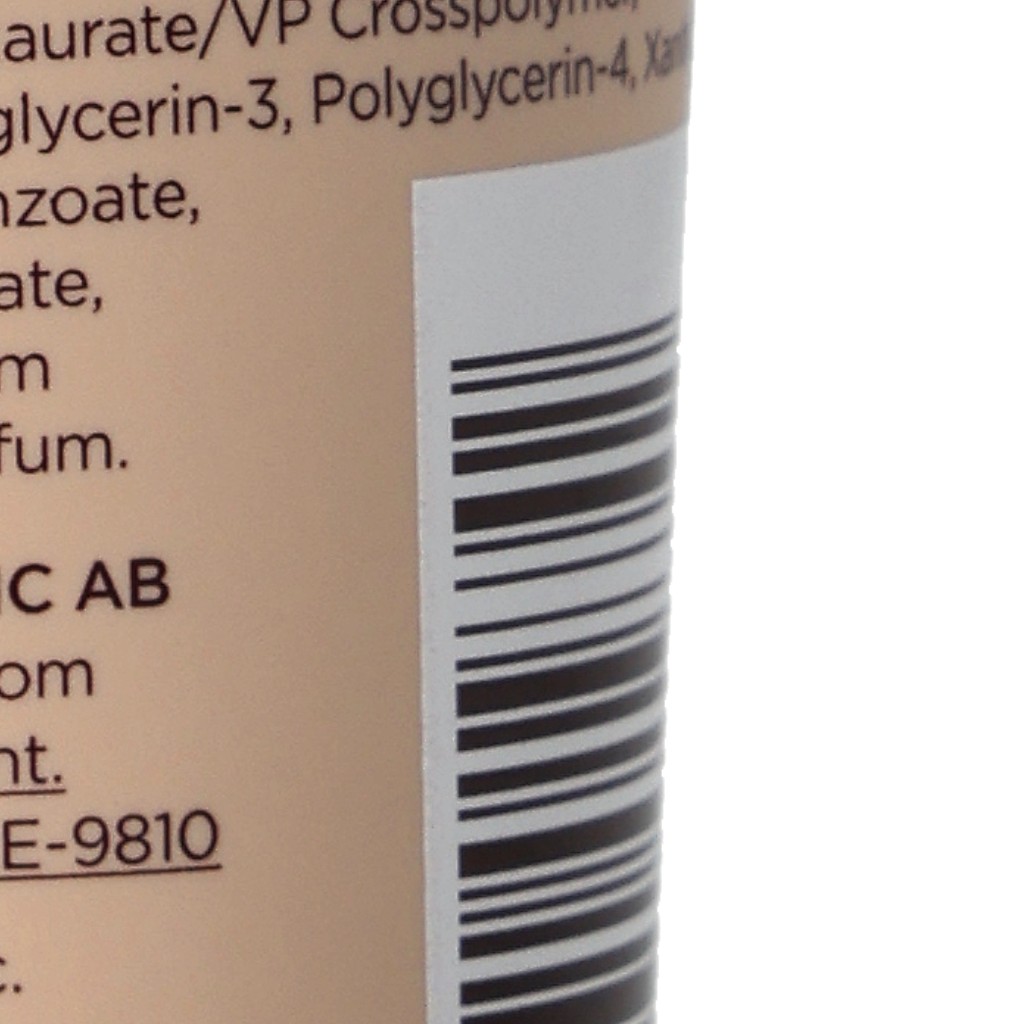 aurate/VP Crosspolymer,
glycerin-3, Polyglycerin-4,
nzoate,
ate,
m
fum.
IC AB
om
nt.
E-9810
c.